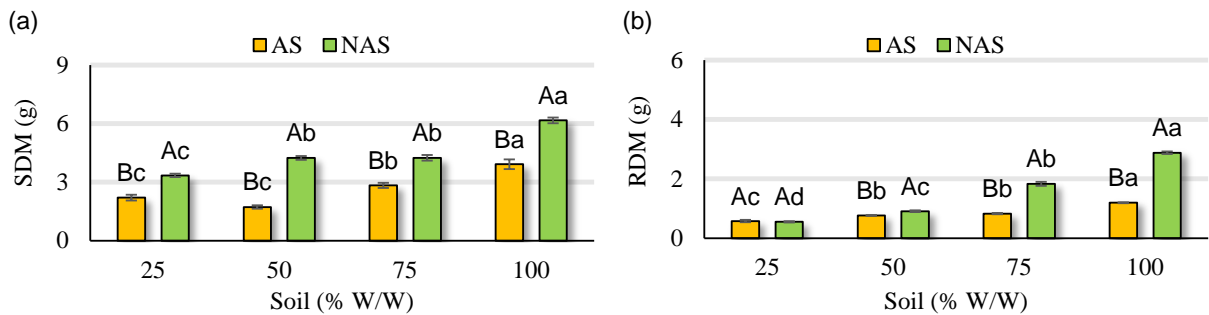 (a)
AS NAS
SDM (g)
9
6
3
0
Bc Ac Bc Ab Bb Ab Ba Aa
25 50 75 100
Soil (% W/W)
(b)
AS NAS
RDM (g)
6
4
2
0
Ac Ad Bb Ac Bb Ab Ba Aa
25 50 75 100
Soil (% W/W)